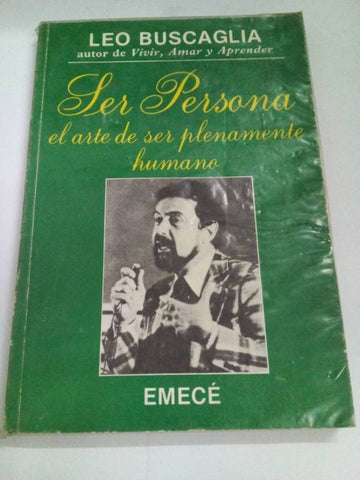 LEO BUSCAGLIA
autor de Vivir, Amar y Aprender
Ser Persona
el arte de ser plenamente
humano
EMECÉ